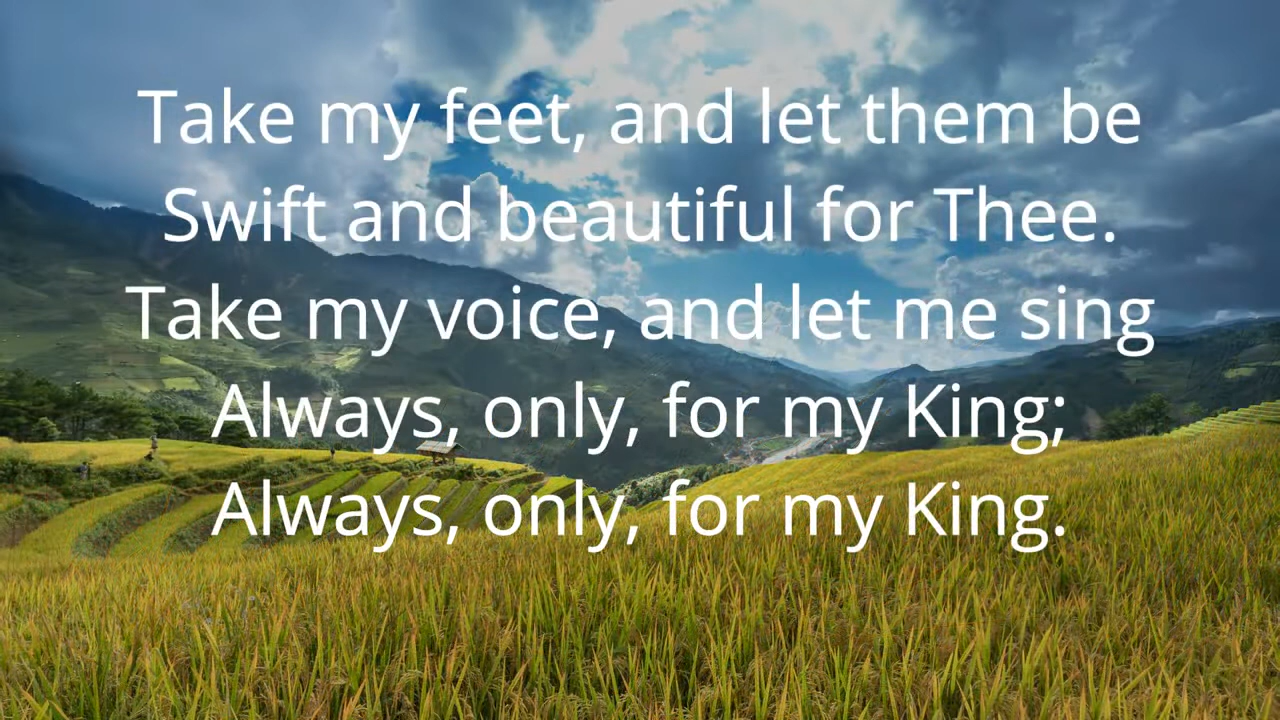 Take my feet, and let them be
Swift and beautiful for Thee.
Take my voice, and let me sing
Always, only, for my King;
Always, only, for my King.